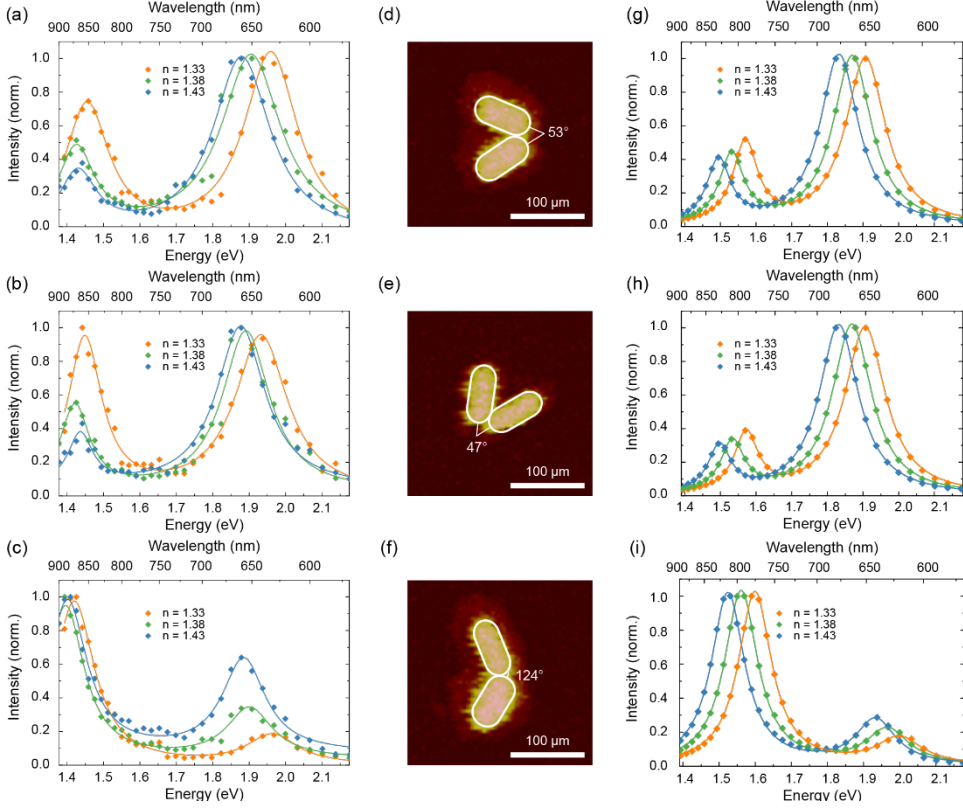 (a)
Wavelength (nm)
900 850 800 750 700 650 600
Intensity (norm.)
1.0
0.8
0.6
0.4
0.2
0.0
n = 1.33
n = 1.38
n = 1.43
1.4 1.5 1.6 1.7 1.8 1.9 2.0 2.1
Energy (eV)
(d)
53°
100 µm
(g)
Wavelength (nm)
900 850 800 750 700 650 600
Intensity (norm.)
1.0
0.8
0.6
0.4
0.2
0.0
n = 1.33
n = 1.38
n = 1.43
1.4 1.5 1.6 1.7 1.8 1.9 2.0 2.1
Energy (eV)
(b)
Wavelength (nm)
900 850 800 750 700 650 600
Intensity (norm.)
1.0
0.8
0.6
0.4
0.2
0.0
n = 1.33
n = 1.38
n = 1.43
1.4 1.5 1.6 1.7 1.8 1.9 2.0 2.1
Energy (eV)
(e)
47°
100 µm
(h)
Wavelength (nm)
900 850 800 750 700 650 600
Intensity (norm.)
1.0
0.8
0.6
0.4
0.2
0.0
n = 1.33
n = 1.38
n = 1.43
1.4 1.5 1.6 1.7 1.8 1.9 2.0 2.1
Energy (eV)
(c)
Wavelength (nm)
900 850 800 750 700 650 600
Intensity (norm.)
1.0
0.8
0.6
0.4
0.2
0.0
n = 1.33
n = 1.38
n = 1.43
1.4 1.5 1.6 1.7 1.8 1.9 2.0 2.1
Energy (eV)
(f)
124°
100 µm
(i)
Wavelength (nm)
900 850 800 750 700 650 600
Intensity (norm.)
1.0
0.8
0.6
0.4
0.2
0.0
n = 1.33
n = 1.38
n = 1.43
1.4 1.5 1.6 1.7 1.8 1.9 2.0 2.1
Energy (eV)